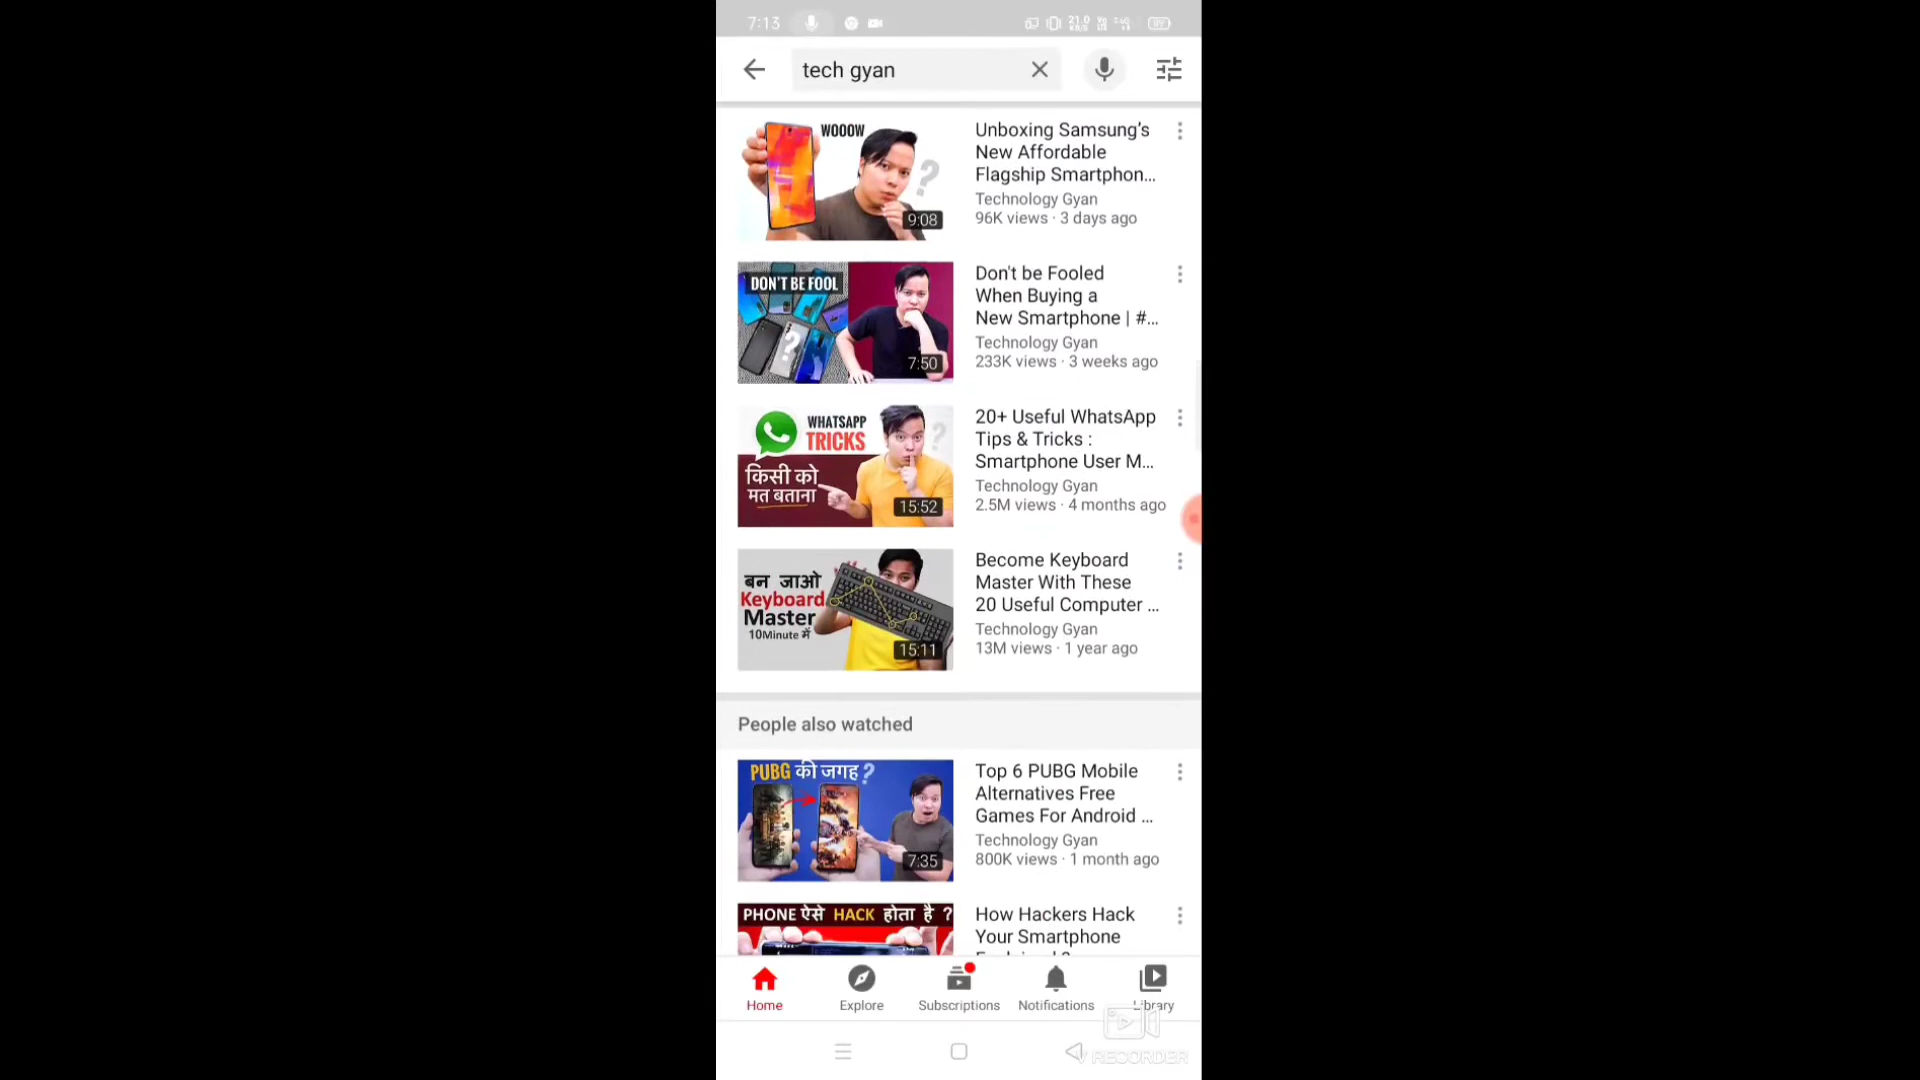 7:13
21.0
KB/S
89
tech gyan
WOOOW
?
9:08
Unboxing Samsung’s
New Affordable
Flagship Smartphon...
Technology Gyan
96K views · 3 days ago
DON'T BE FOOL
?
7:50
Don't be Fooled
When Buying a
New Smartphone | #...
Technology Gyan
233K views · 3 weeks ago
WHATSAPP
TRICKS
?
किसी को
मत बताना
15:52
20+ Useful WhatsApp
Tips & Tricks :
Smartphone User M...
Technology Gyan
2.5M views · 4 months ago
बन जाओ
Keyboard
Master
10Minute में
15:11
Become Keyboard
Master With These
20 Useful Computer ...
Technology Gyan
13M views · 1 year ago
People also watched
PUBG की जगह ?
7:35
Top 6 PUBG Mobile
Alternatives Free
Games For Android ...
Technology Gyan
800K views · 1 month ago
PHONE ऐसे HACK होता है ?
How Hackers Hack
Your Smartphone
Home
Explore
Subscriptions
Notifications
Library
V RECORDER